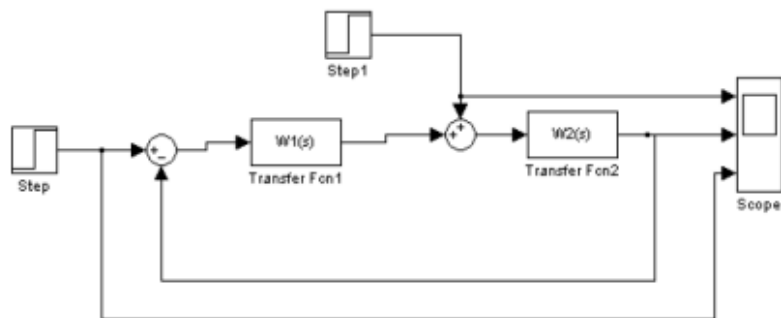 Step1
Step
+
−
W1(s)
Transfer Fcn1
+
+
W2(s)
Transfer Fcn2
Scope